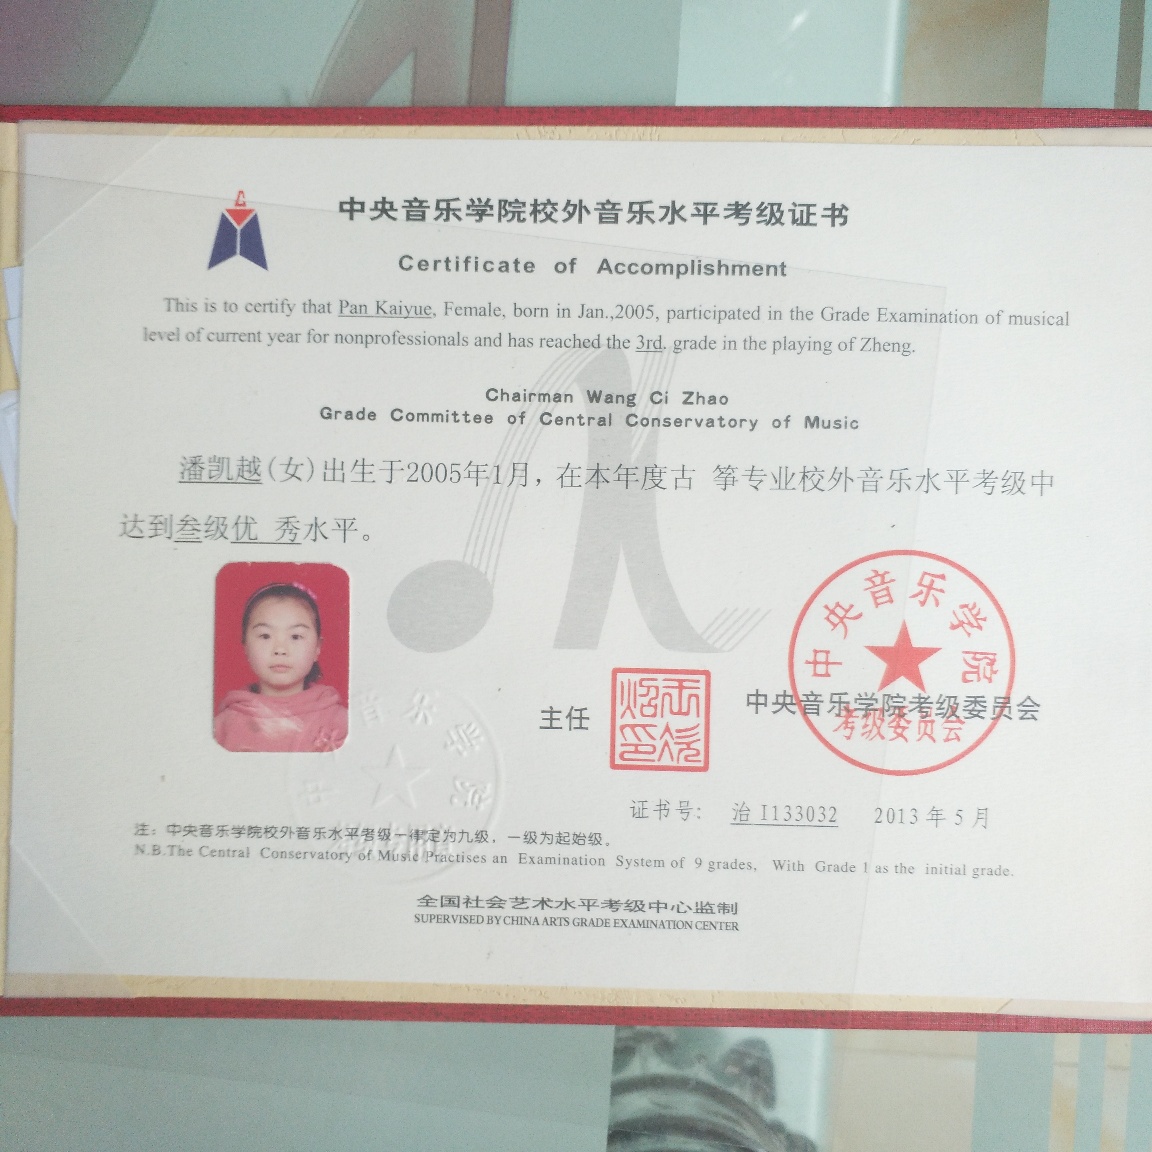 中央音乐学院校外音乐水平考级证书
Certificate of Accomplishment
This is to certify that Pan Kaiyue, Female, born in Jan.,2005, participated in the Grade Examination of musical
level of current year for nonprofessionals and has reached the 3rd. grade in the playing of Zheng.
Chairman Wang Ci Zhao
Grade Committee of Central Conservatory of Music
潘凯越(女)出生于2005年1月，在本年度古 筝专业校外音乐水平考级中
达到叁级优 秀水平。
中央音乐学院
考级委员会
主任
中央音乐学院考级委员会
证书号： 治 I133032 2013 年 5 月
注：中央音乐学院校外音乐水平考级一律定为九级，一级为起始级。
N.B.The Central Conservatory of Music Practises an Examination System of 9 grades, With Grade 1 as the initial grade.
全国社会艺术水平考级中心监制
SUPERVISED BY CHINA ARTS GRADE EXAMINATION CENTER